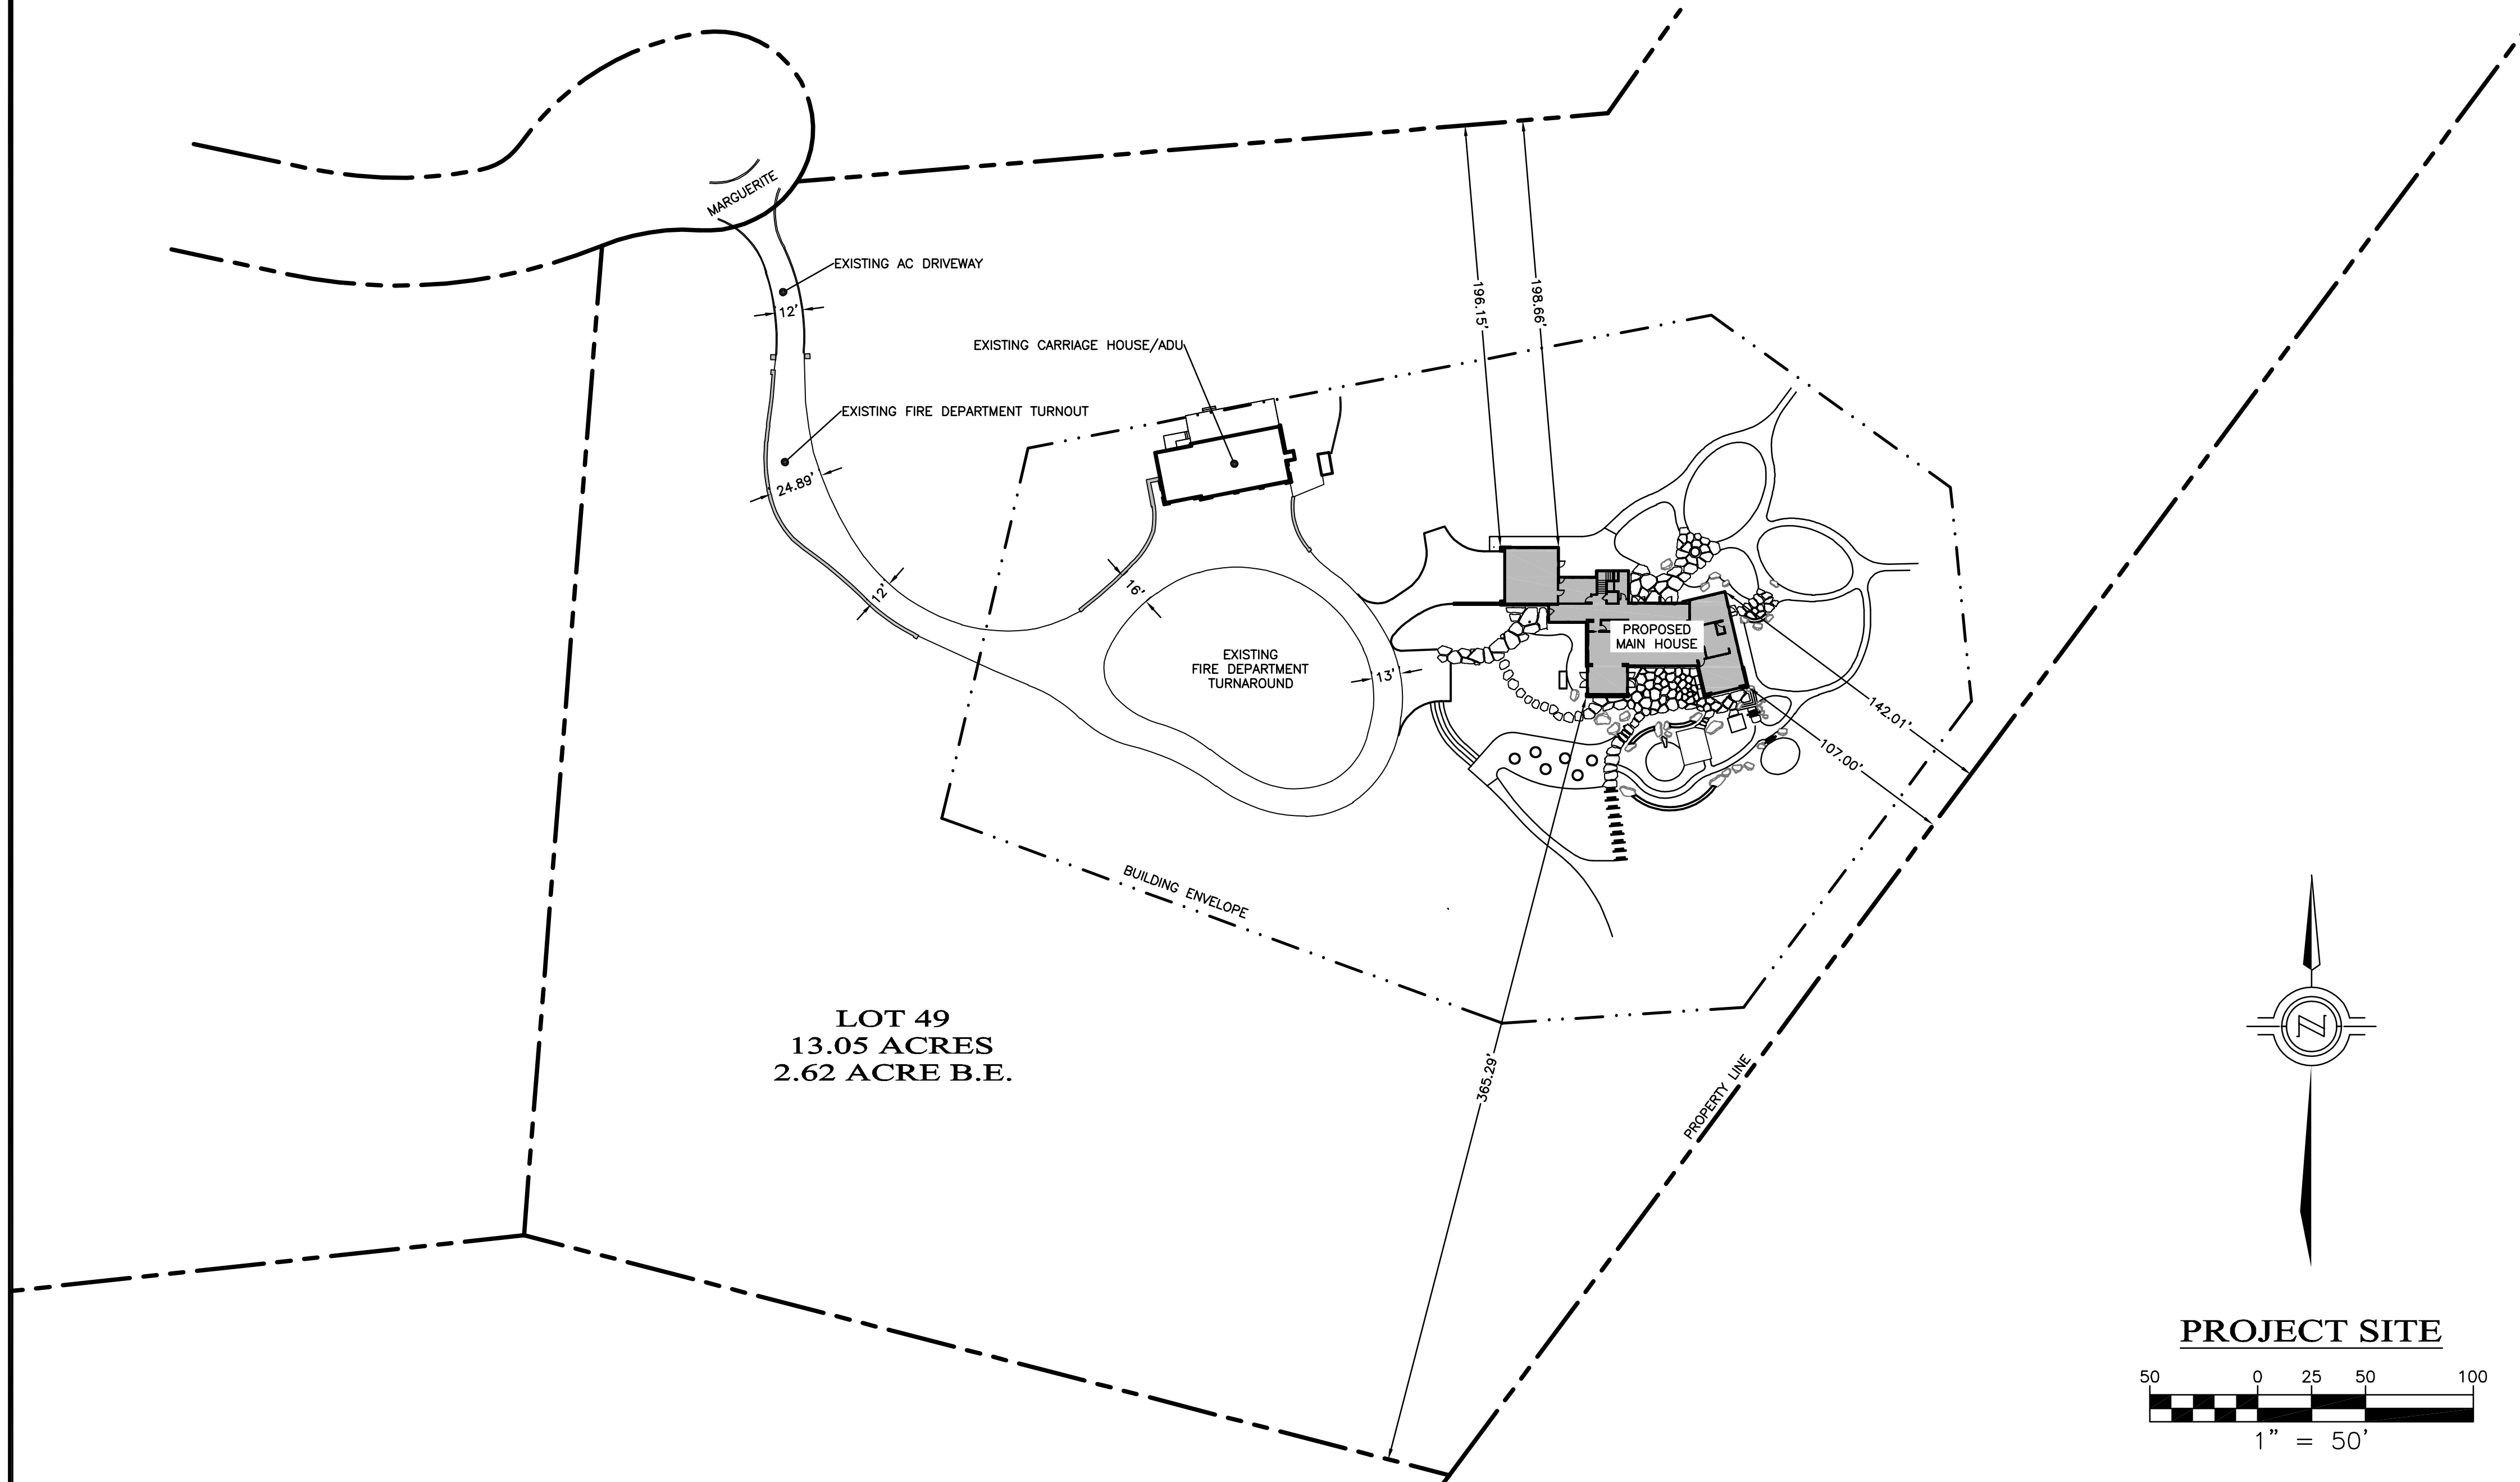 MARGUERITE
EXISTING AC DRIVEWAY
12'
196.15'
198.66'
EXISTING CARRIAGE HOUSE/ADU
EXISTING FIRE DEPARTMENT TURNOUT
24.89'
12'
16'
EXISTING
FIRE DEPARTMENT
TURNAROUND
13'
PROPOSED
MAIN HOUSE
142.01'
107.00'
BUILDING ENVELOPE
LOT 49
13.05 ACRES
2.62 ACRE B.E.
365.29'
PROPERTY LINE
N
PROJECT SITE
50 0 25 50 100
1" = 50'